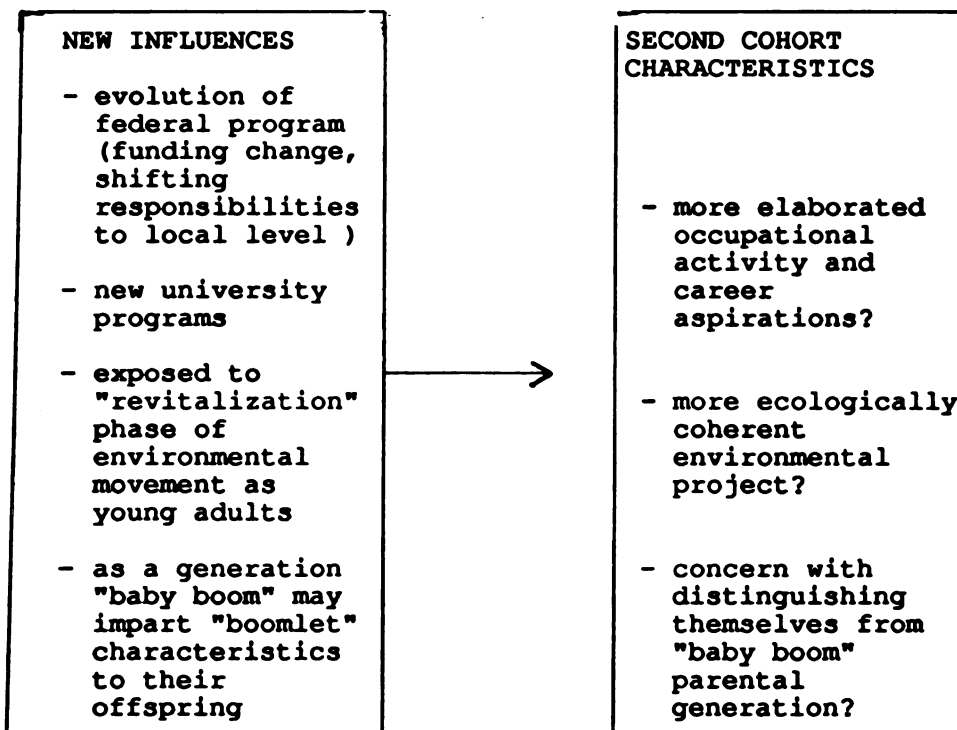 NEW INFLUENCES
- evolution of
federal program
(funding change,
shifting
responsibilities
to local level )
- new university
programs
- exposed to
"revitalization"
phase of
environmental
movement as
young adults
- as a generation
"baby boom" may
impart "boomlet"
characteristics
to their
offspring
SECOND COHORT
CHARACTERISTICS
- more elaborated
occupational
activity and
career
aspirations?
- more ecologically
coherent
environmental
project?
- concern with
distinguishing
themselves from
"baby boom"
parental
generation?